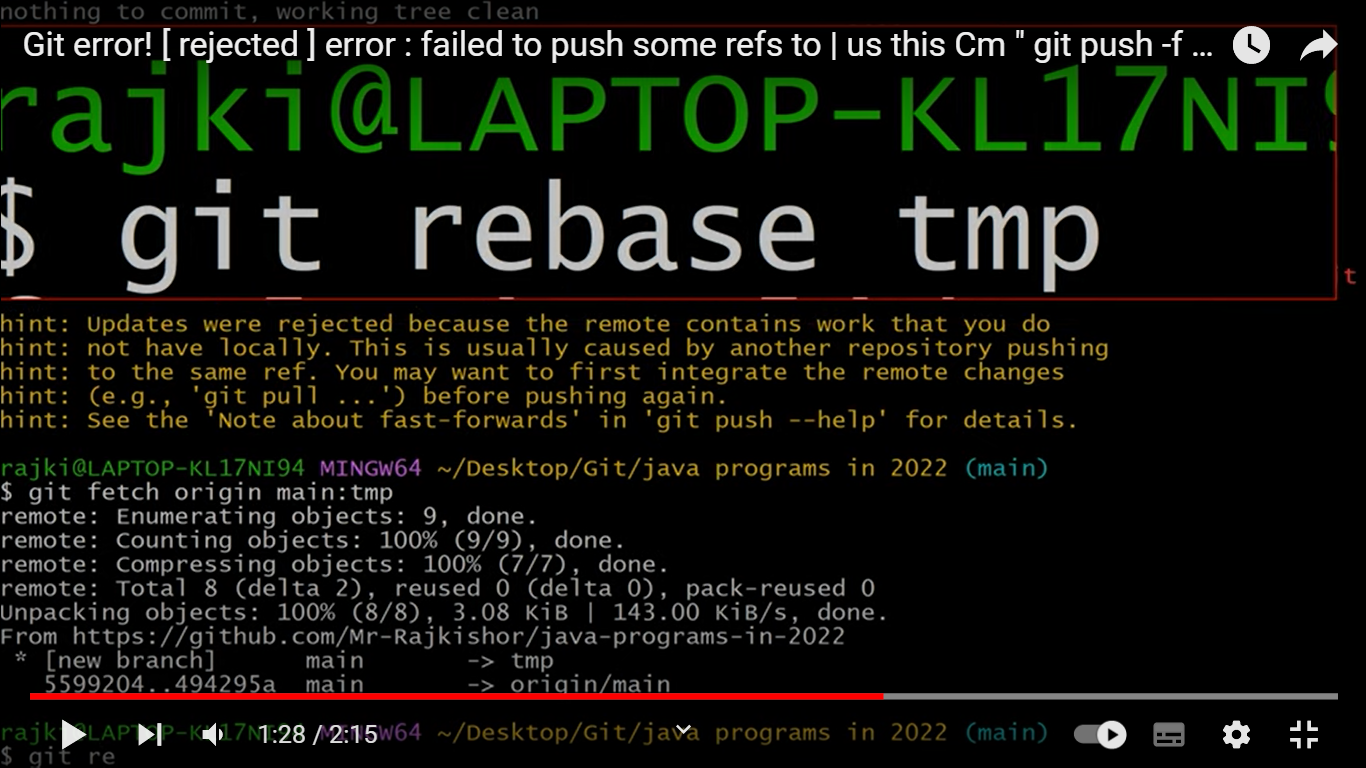 nothing to commit, working tree clean
Git error! [ rejected ] error : failed to push some refs to | us this Cm " git push -f ...
rajki@LAPTOP-KL17NI9
$ git rebase tmp
t
hint: Updates were rejected because the remote contains work that you do
hint: not have locally. This is usually caused by another repository pushing
hint: to the same ref. You may want to first integrate the remote changes
hint: (e.g., 'git pull ...') before pushing again.
hint: See the 'Note about fast-forwards' in 'git push --help' for details.
rajki@LAPTOP-KL17NI94 MINGW64 ~/Desktop/Git/java programs in 2022 (main)
$ git fetch origin main:tmp
remote: Enumerating objects: 9, done.
remote: Counting objects: 100% (9/9), done.
remote: Compressing objects: 100% (7/7), done.
remote: Total 8 (delta 2), reused 0 (delta 0), pack-reused 0
Unpacking objects: 100% (8/8), 3.08 KiB | 143.00 KiB/s, done.
From https://github.com/Mr-Rajkishor/java-programs-in-2022
* [new branch] main -> tmp
5599204..494295a main -> origin/main
rajki@LAPTOP-KL17NI94 MINGW64 ~/Desktop/Git/java programs in 2022 (main)
1:28 / 2:15
$ git re